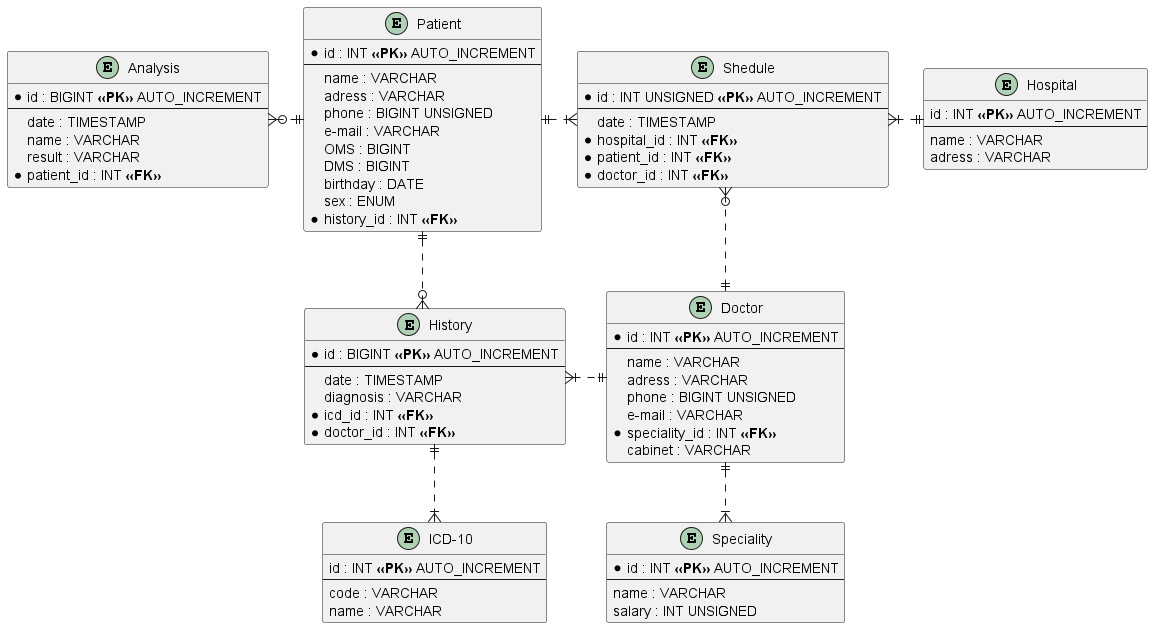 E Analysis
* id : BIGINT «PK» AUTO_INCREMENT
date : TIMESTAMP
name : VARCHAR
result : VARCHAR
* patient_id : INT «FK»
E Patient
* id : INT «PK» AUTO_INCREMENT
name : VARCHAR
adress : VARCHAR
phone : BIGINT UNSIGNED
e-mail : VARCHAR
OMS : BIGINT
DMS : BIGINT
birthday : DATE
sex : ENUM
* history_id : INT «FK»
E Shedule
* id : INT UNSIGNED «PK» AUTO_INCREMENT
date : TIMESTAMP
* hospital_id : INT «FK»
* patient_id : INT «FK»
* doctor_id : INT «FK»
E Hospital
id : INT «PK» AUTO_INCREMENT
name : VARCHAR
adress : VARCHAR
E History
* id : BIGINT «PK» AUTO_INCREMENT
date : TIMESTAMP
diagnosis : VARCHAR
* icd_id : INT «FK»
* doctor_id : INT «FK»
E Doctor
* id : INT «PK» AUTO_INCREMENT
name : VARCHAR
adress : VARCHAR
phone : BIGINT UNSIGNED
e-mail : VARCHAR
* speciality_id : INT «FK»
cabinet : VARCHAR
E ICD-10
id : INT «PK» AUTO_INCREMENT
code : VARCHAR
name : VARCHAR
E Speciality
* id : INT «PK» AUTO_INCREMENT
name : VARCHAR
salary : INT UNSIGNED